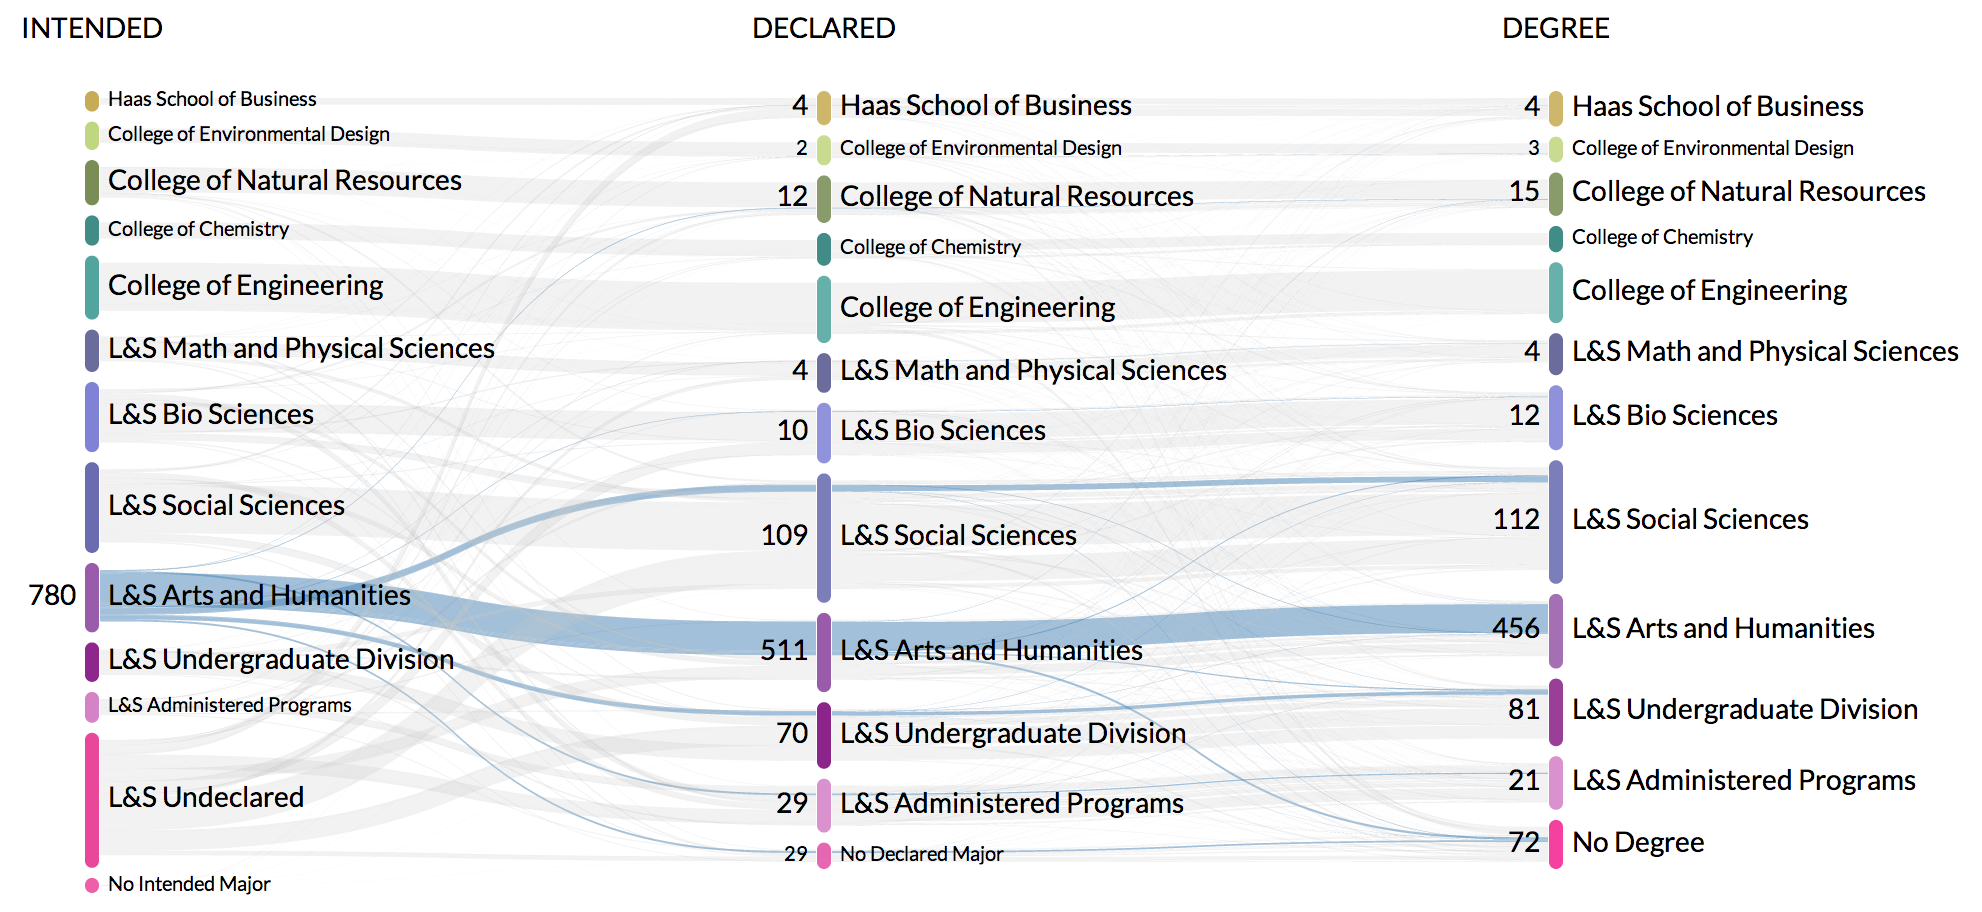 INTENDED
Haas School of Business
College of Environmental Design
College of Natural Resources
College of Chemistry
College of Engineering
L&S Math and Physical Sciences
L&S Bio Sciences
L&S Social Sciences
780 L&S Arts and Humanities
L&S Undergraduate Division
L&S Administered Programs
L&S Undeclared
No Intended Major
DECLARED
4 Haas School of Business
2 College of Environmental Design
12 College of Natural Resources
College of Chemistry
College of Engineering
4 L&S Math and Physical Sciences
10 L&S Bio Sciences
109 L&S Social Sciences
511 L&S Arts and Humanities
70 L&S Undergraduate Division
29 L&S Administered Programs
29 No Declared Major
DEGREE
4 Haas School of Business
3 College of Environmental Design
15 College of Natural Resources
College of Chemistry
College of Engineering
4 L&S Math and Physical Sciences
12 L&S Bio Sciences
112 L&S Social Sciences
456 L&S Arts and Humanities
81 L&S Undergraduate Division
21 L&S Administered Programs
72 No Degree